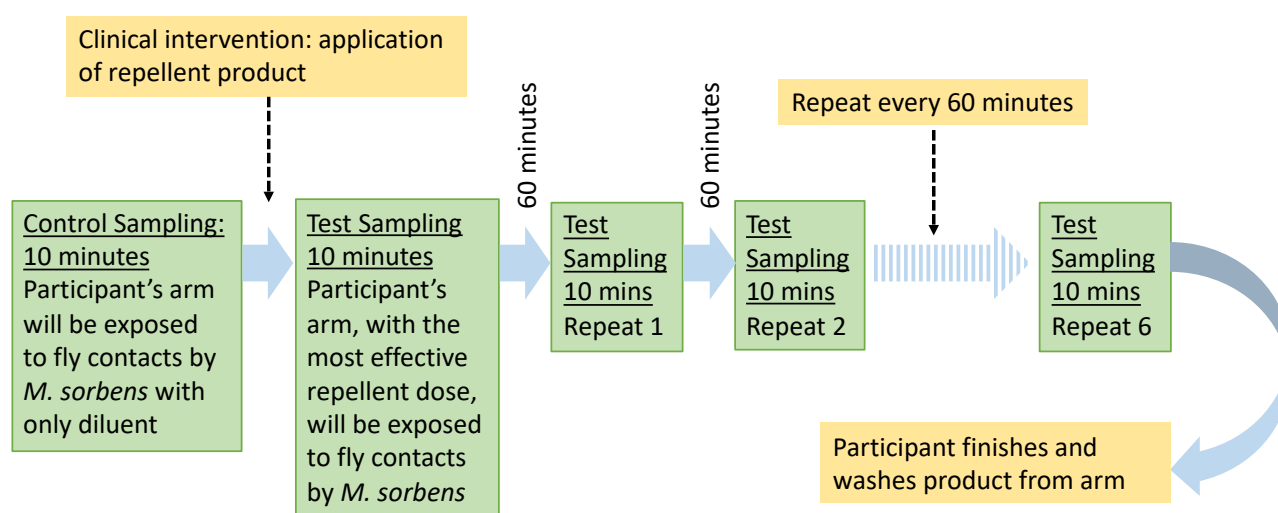 Clinical intervention: application
of repellent product
60 minutes
60 minutes
Repeat every 60 minutes
Control Sampling:
10 minutes
Participant's arm
will be exposed
to fly contacts by
M. sorbens with
only diluent
Test Sampling
10 minutes
Participant's
arm, with the
most effective
repellent dose,
will be exposed
to fly contacts
by M. sorbens
Test
Sampling
10 mins
Repeat 1
Test
Sampling
10 mins
Repeat 2
Test
Sampling
10 mins
Repeat 6
Participant finishes and
washes product from arm